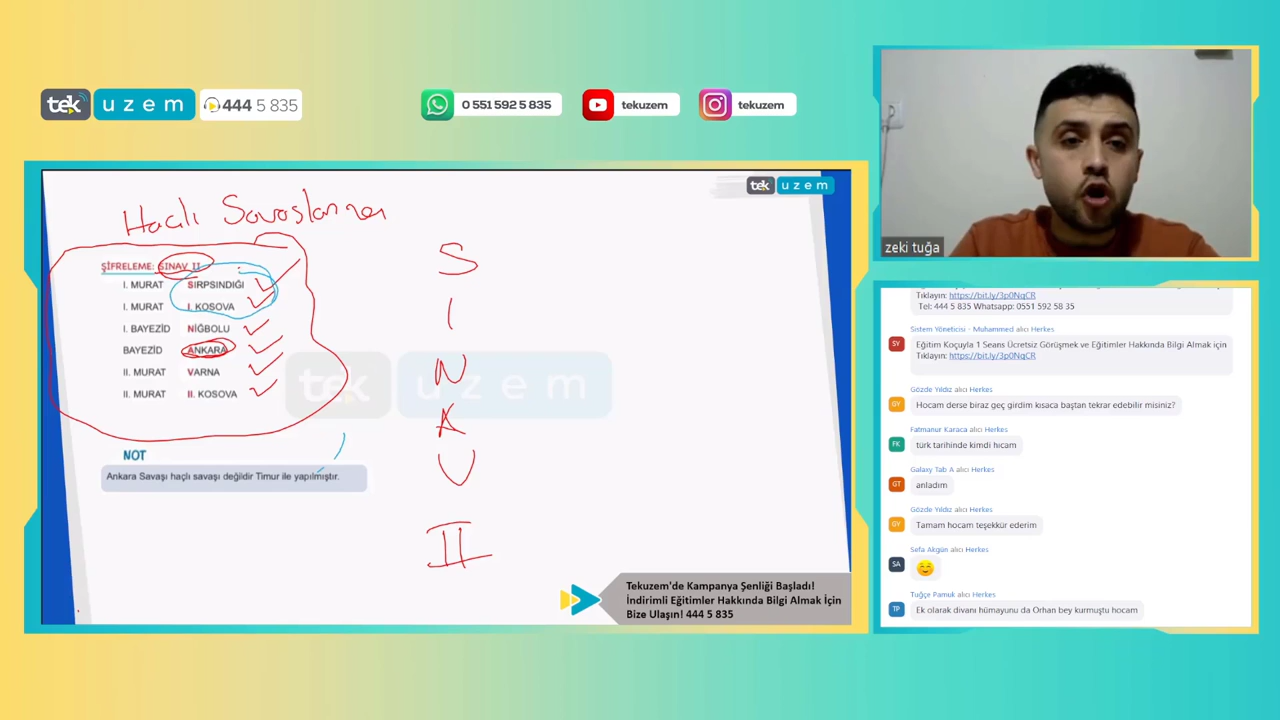 tek uzem 444 5 835
0 551 592 5 835
tekuzem
tekuzem
tek uzem
Haçlı Savaşlarının
ŞİFRELEME: SINAV II
I. MURAT SIRPSINDIĞI
I. MURAT I. KOSOVA
I. BAYEZİD NİĞBOLU
BAYEZİD ANKARA
II. MURAT VARNA
II. MURAT II. KOSOVA
NOT
Ankara Savaşı haçlı savaşı değildir Timur ile yapılmıştır.
S
I
N
A
V
II
tek uzem
Tekuzem'de Kampanya Şenliği Başladı!
İndirimli Eğitimler Hakkında Bilgi Almak İçin
Bize Ulaşın! 444 5 835
zeki tuğa
Tıklayın: https://bit.ly/3p0NqCR
Tel: 444 5 835 Whatsapp: 0551 592 58 35
Sistem Yöneticisi - Muhammed alıcı Herkes
SY
Eğitim Koçuyla 1 Seans Ücretsiz Görüşmek ve Eğitimler Hakkında Bilgi Almak için
Tıklayın: https://bit.ly/3p0NqCR
Gözde Yıldız alıcı Herkes
GY Hocam derse biraz geç girdim kısaca baştan tekrar edebilir misiniz?
Fatmanur Karaca alıcı Herkes
FK türk tarihinde kimdi hıcam
Galaxy Tab A alıcı Herkes
GT anladım
Gözde Yıldız alıcı Herkes
GY Tamam hocam teşekkür ederim
Sefa Akgün alıcı Herkes
SA
Tuğçe Pamuk alıcı Herkes
TP Ek olarak divanı hümayunu da Orhan bey kurmuştu hocam